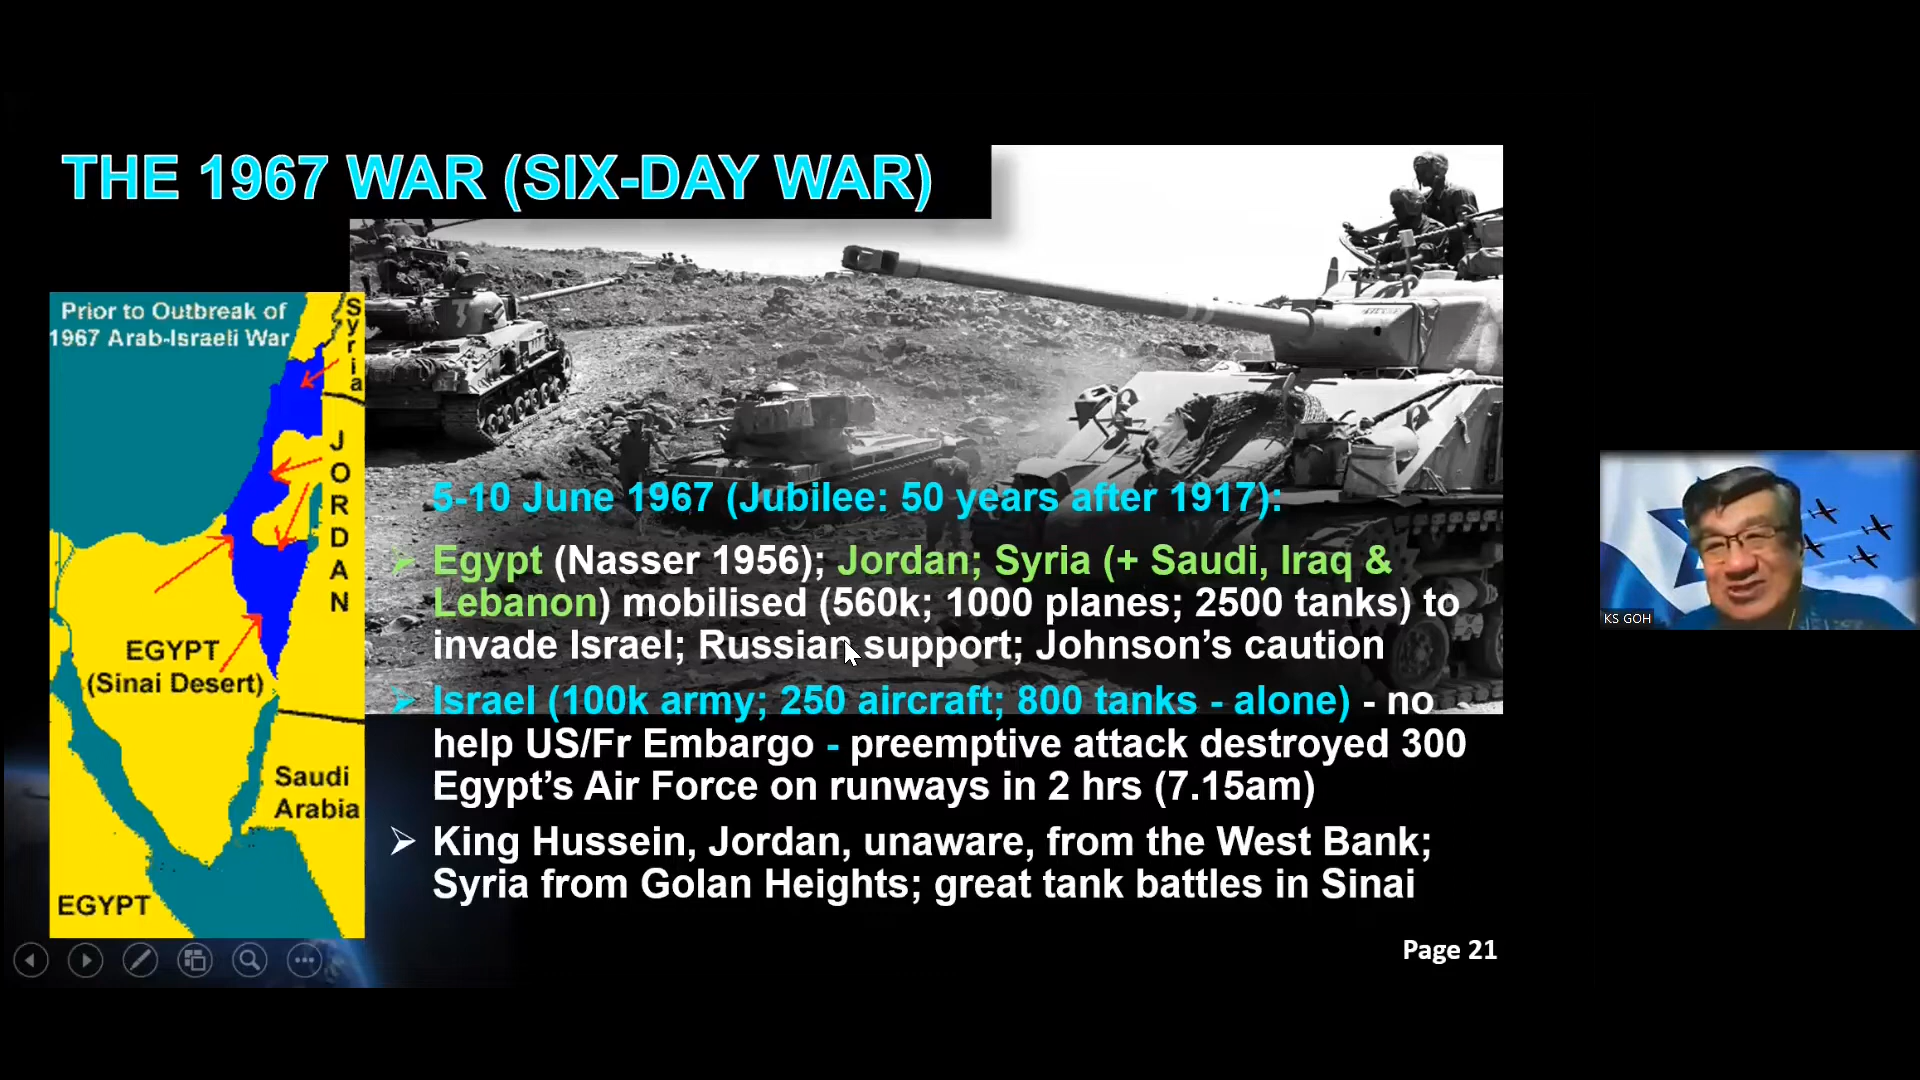 THE 1967 WAR (SIX-DAY WAR)
Prior to Outbreak of
1967 Arab-Israeli War
Syria
JORDAN
EGYPT
(Sinai Desert)
Saudi
Arabia
EGYPT
5-10 June 1967 (Jubilee: 50 years after 1917):
Egypt (Nasser 1956); Jordan; Syria (+ Saudi, Iraq &
Lebanon) mobilised (560k; 1000 planes; 2500 tanks) to
invade Israel; Russian support; Johnson's caution
Israel (100k army; 250 aircraft; 800 tanks - alone) - no
help US/Fr Embargo - preemptive attack destroyed 300
Egypt's Air Force on runways in 2 hrs (7.15am)
King Hussein, Jordan, unaware, from the West Bank;
Syria from Golan Heights; great tank battles in Sinai
Page 21
KS GOH